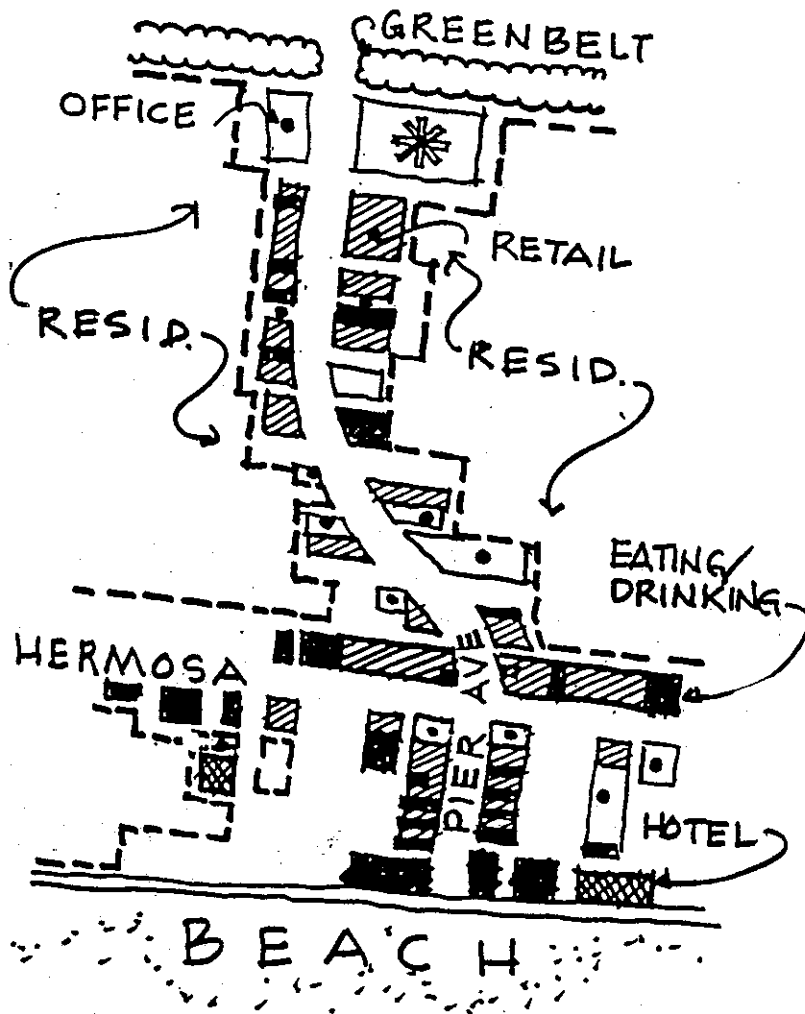 GREENBELT
OFFICE
RETAIL
RESID.
RESID.
EATING/
DRINKING
HERMOSA
PIER AVE
HOTEL
BEACH